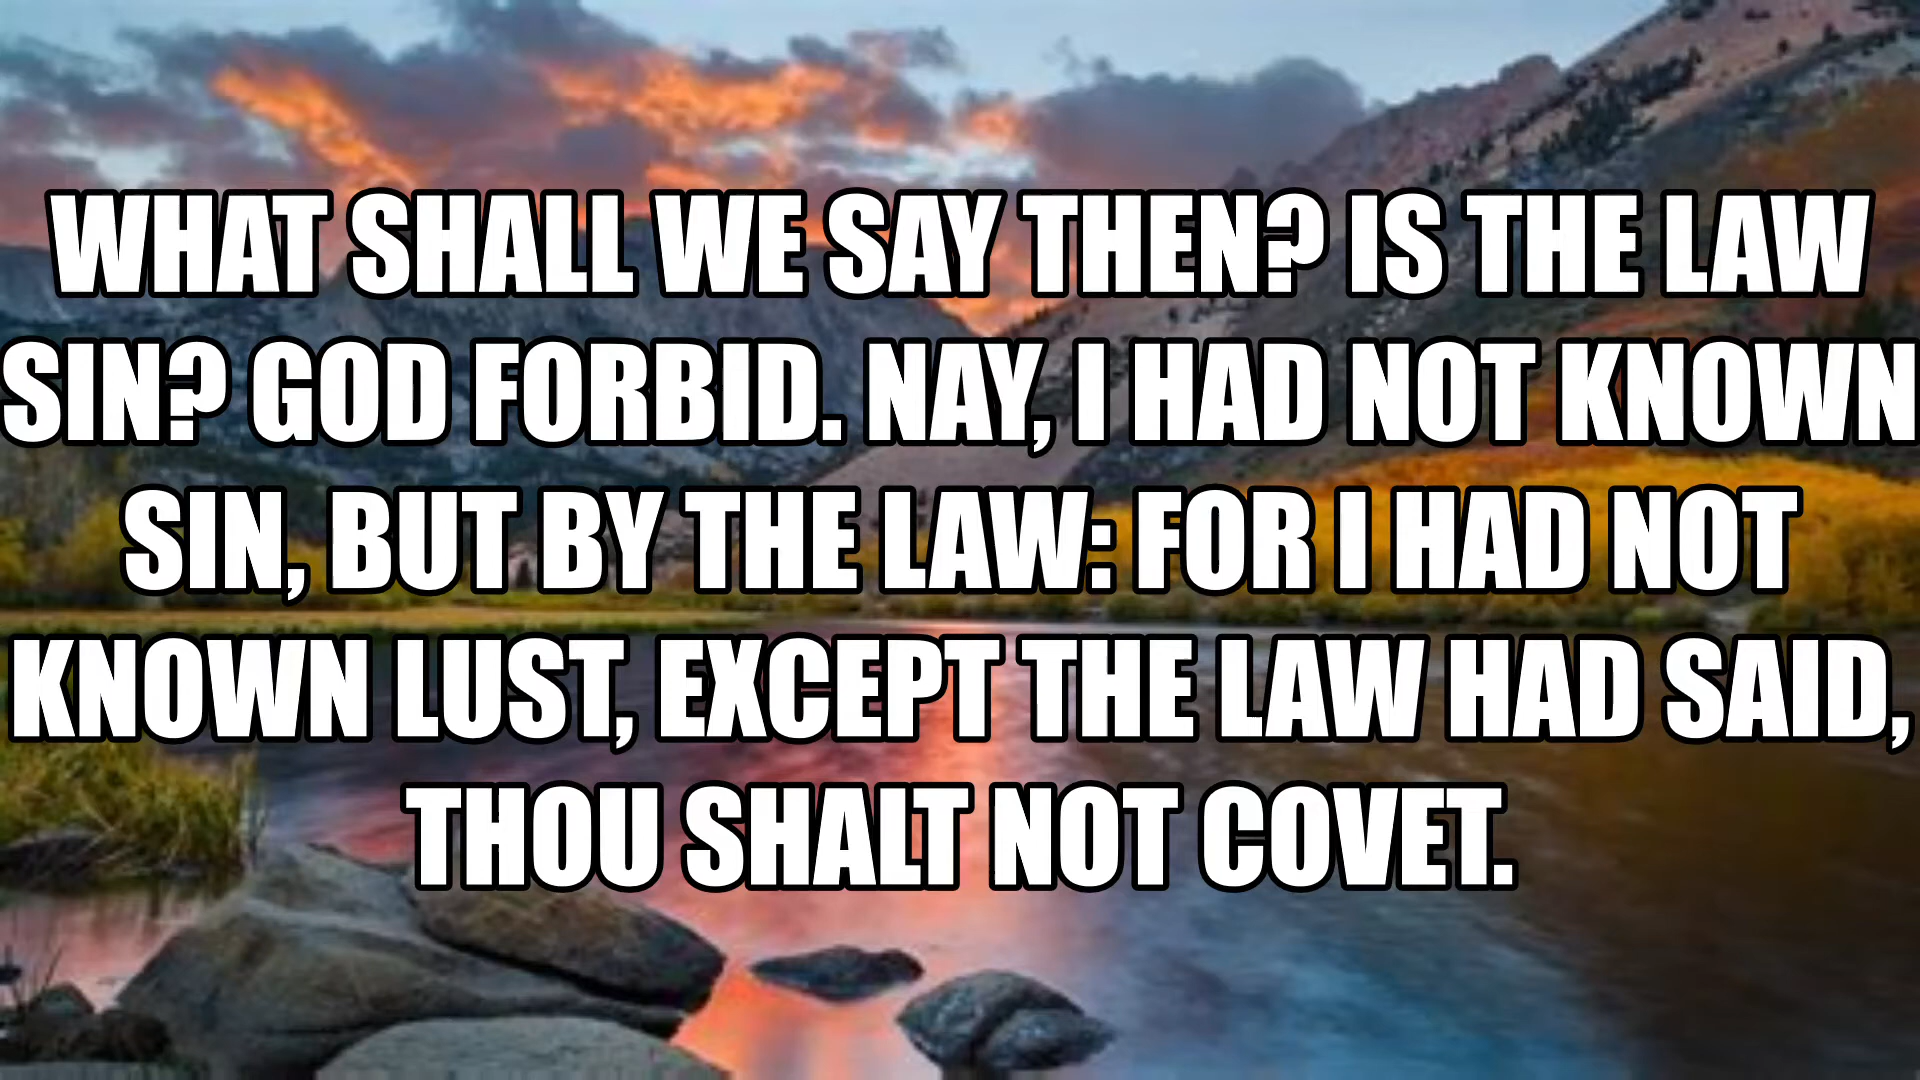 WHAT SHALL WE SAY THEN? IS THE LAW
SIN? GOD FORBID. NAY, I HAD NOT KNOWN
SIN, BUT BY THE LAW: FOR I HAD NOT
KNOWN LUST, EXCEPT THE LAW HAD SAID,
THOU SHALT NOT COVET.